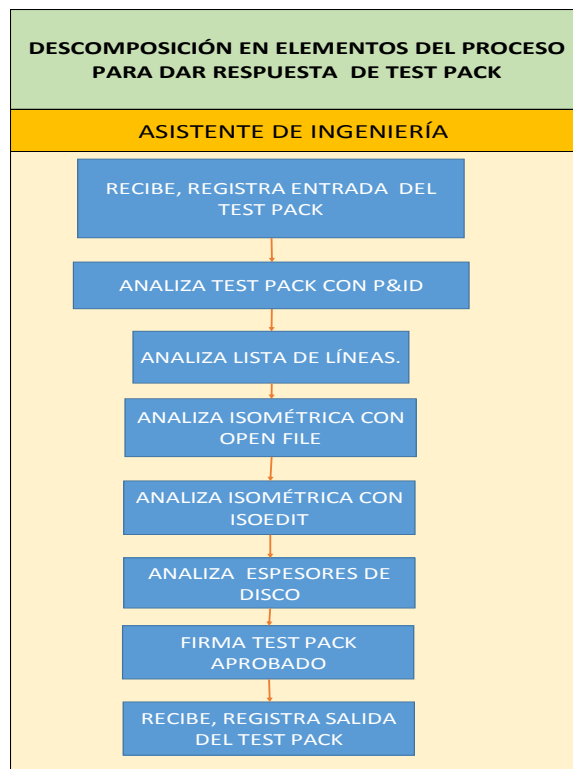 DESCOMPOSICIÓN EN ELEMENTOS DEL PROCESO
PARA DAR RESPUESTA DE TEST PACK
ASISTENTE DE INGENIERÍA
RECIBE, REGISTRA ENTRADA DEL
TEST PACK
ANALIZA TEST PACK CON P&ID
ANALIZA LISTA DE LÍNEAS.
ANALIZA ISOMÉTRICA CON
OPEN FILE
ANALIZA ISOMÉTRICA CON
ISOEDIT
ANALIZA ESPESORES DE
DISCO
FIRMA TEST PACK
APROBADO
RECIBE, REGISTRA SALIDA
DEL TEST PACK